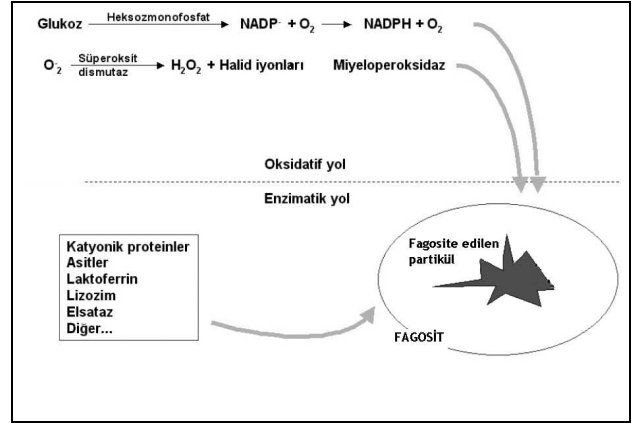 Glukoz Heksozmonofosfat NADP⁻ + O₂ NADPH + O₂
O⁻₂ Süperoksit dismutaz H₂O₂ + Halid iyonları Miyeloperoksidaz
Oksidatif yol
Enzimatik yol
Katyonik proteinler
Asitler
Laktoferrin
Lizozim
Elsataz
Diğer...
Fagosite edilen
partikül
FAGOSİT